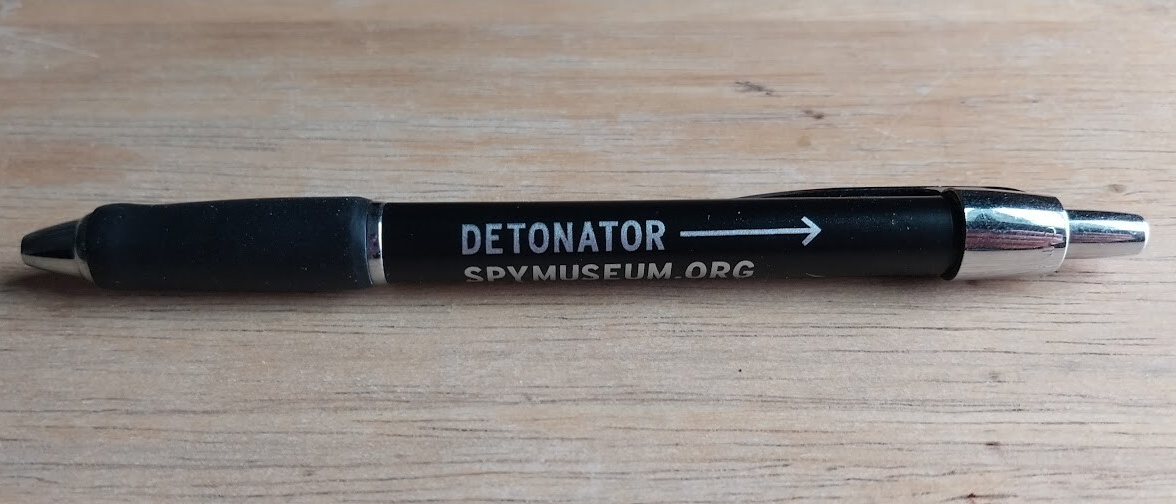 DETONATOR →
SPYMUSEUM.ORG